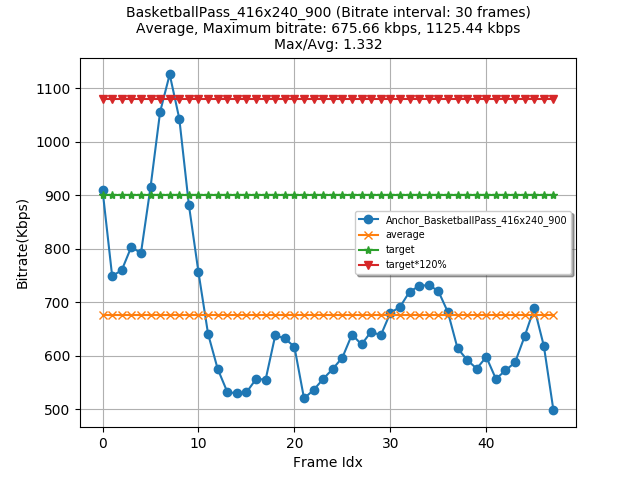 BasketballPass_416x240_900 (Bitrate interval: 30 frames)
Average, Maximum bitrate: 675.66 kbps, 1125.44 kbps
Max/Avg: 1.332
Bitrate(Kbps)
1100
1000
900
800
700
600
500
Anchor_BasketballPass_416x240_900
average
target
target*120%
0 10 20 30 40
Frame Idx